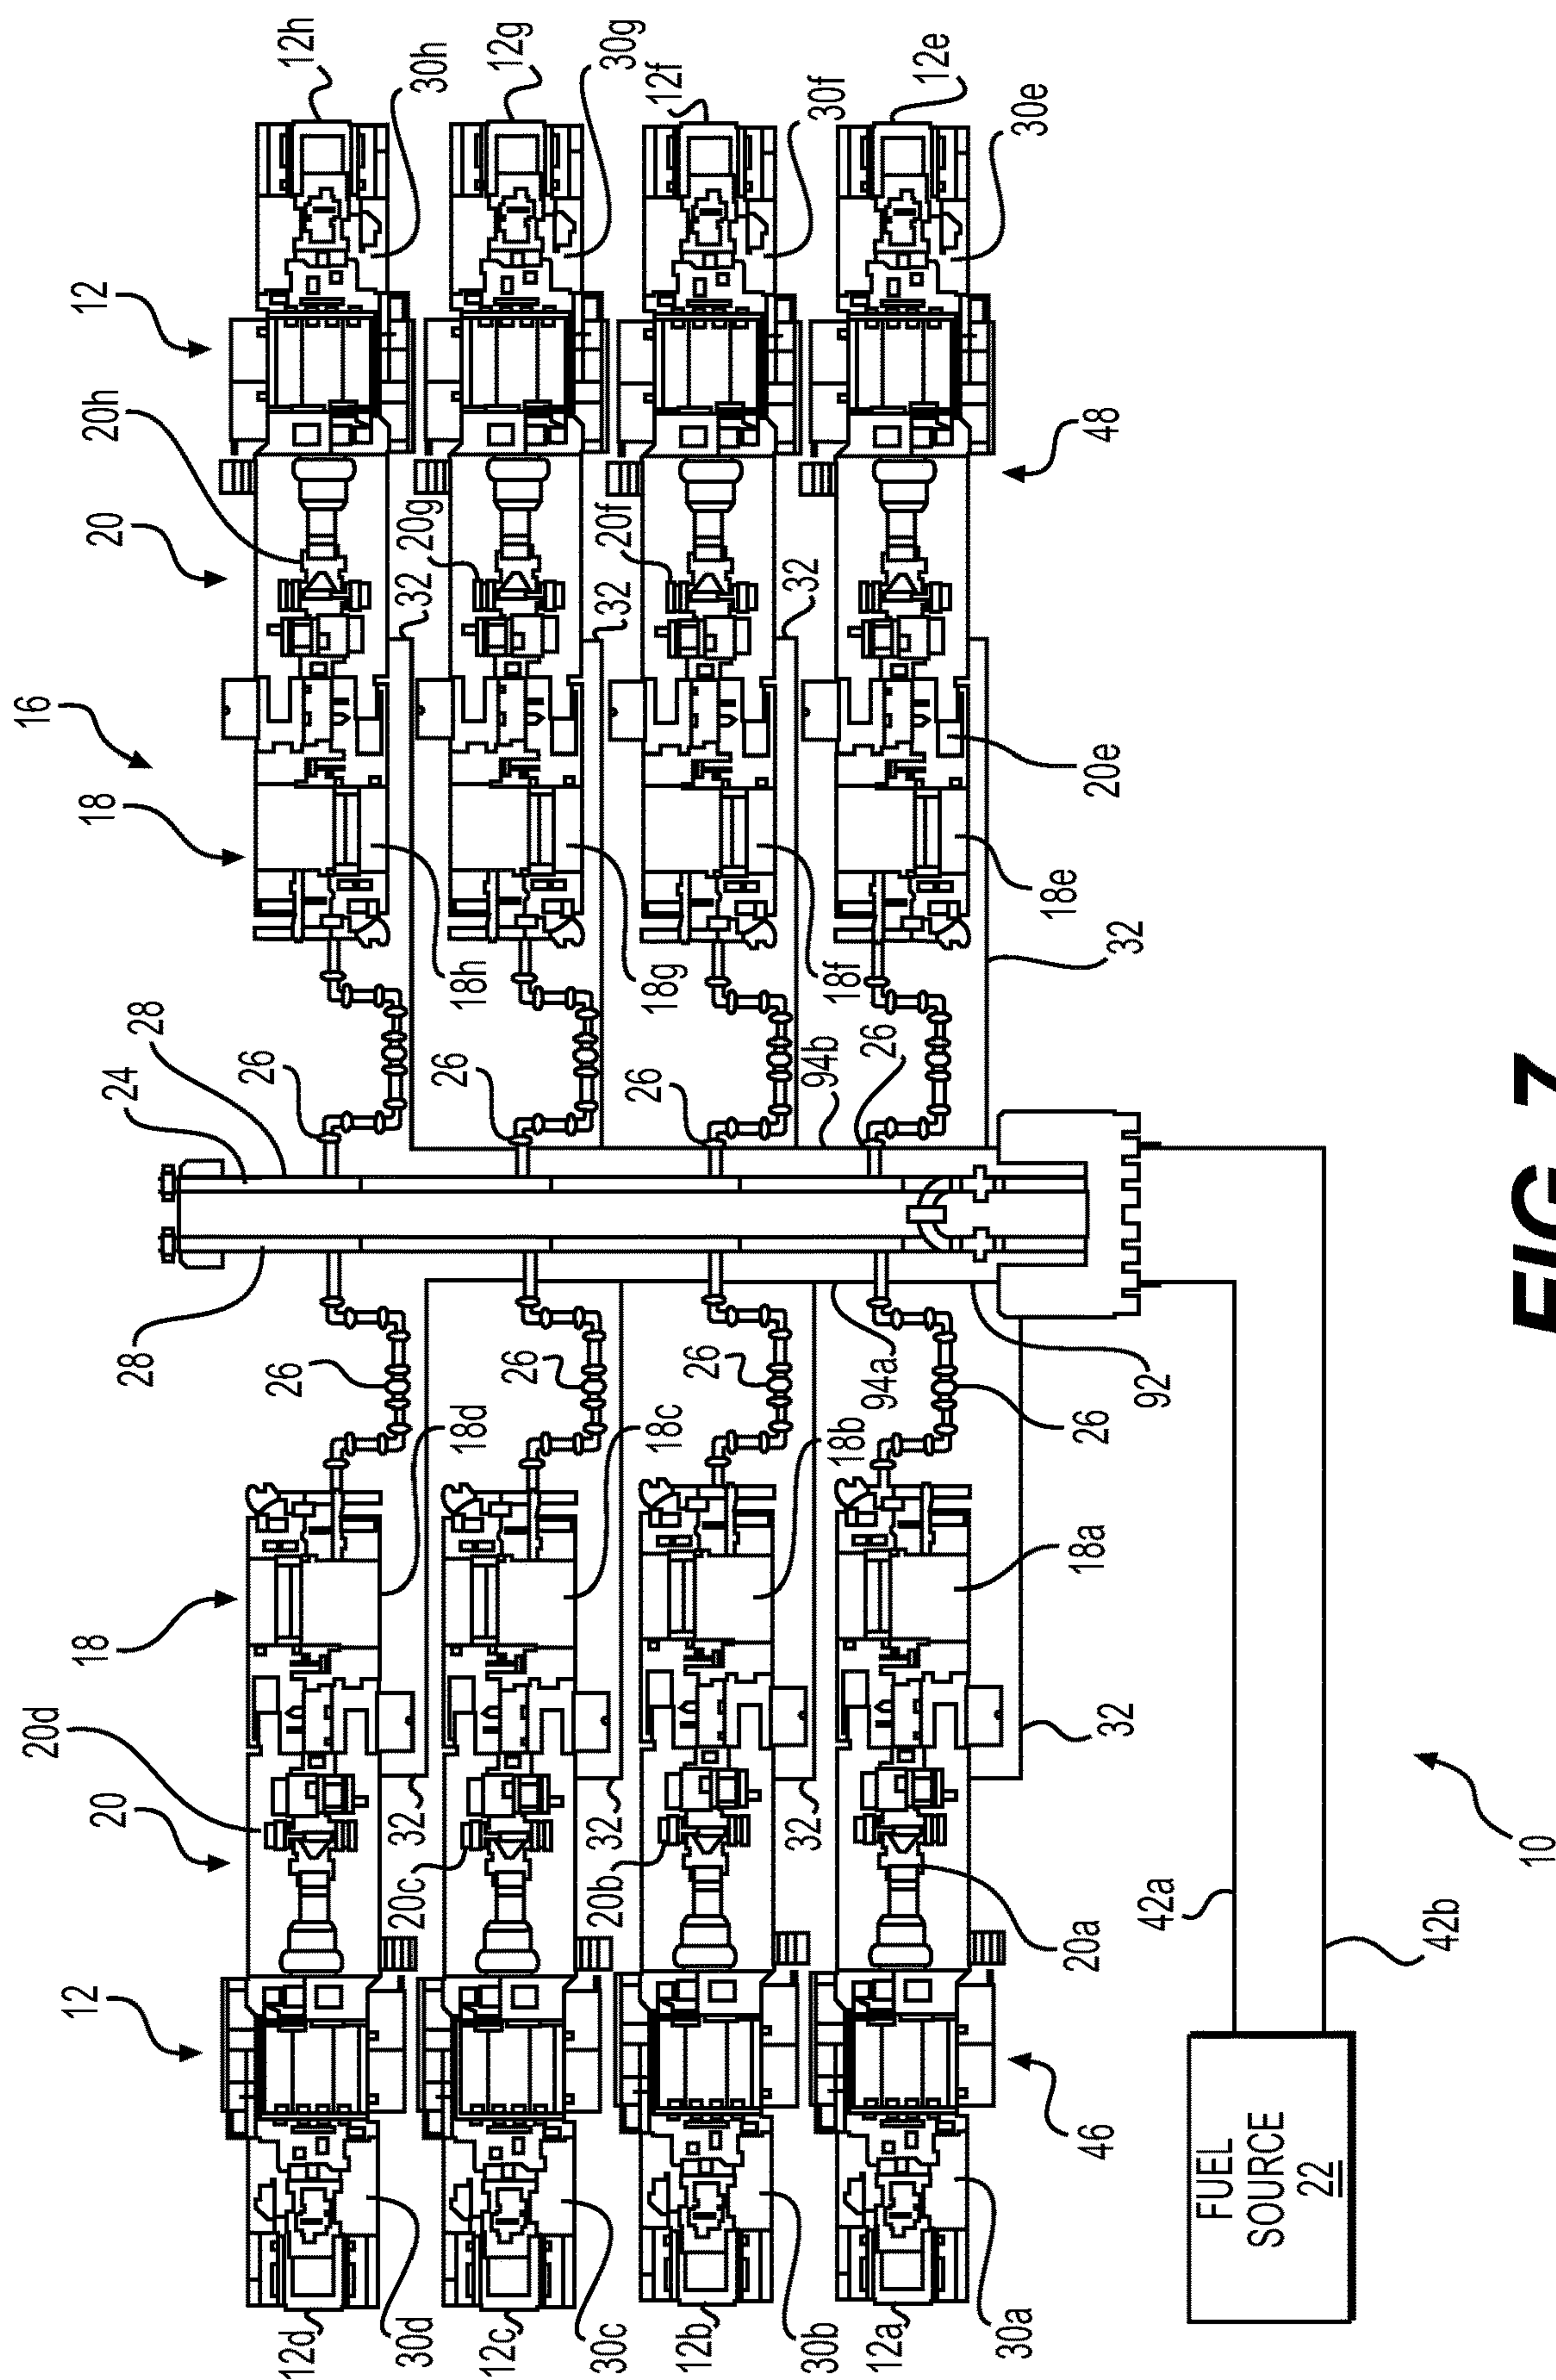 12h
12g
12f
12e
30h
30g
30f
30e
12
20h
48
20
20g
20f
32
32
32
16
20e
18
18h
18g
18f
18e
32
28
24
26
26
26
94b
26
28
26
26
26
94a
92
26
18d
18c
18b
18a
18
20d
20
32
32
32
32
20c
20b
20a
12
46
42a
42b
10
12d
30d
12c
30c
12b
30b
12a
30a
FUEL
SOURCE
22
FIG. 7